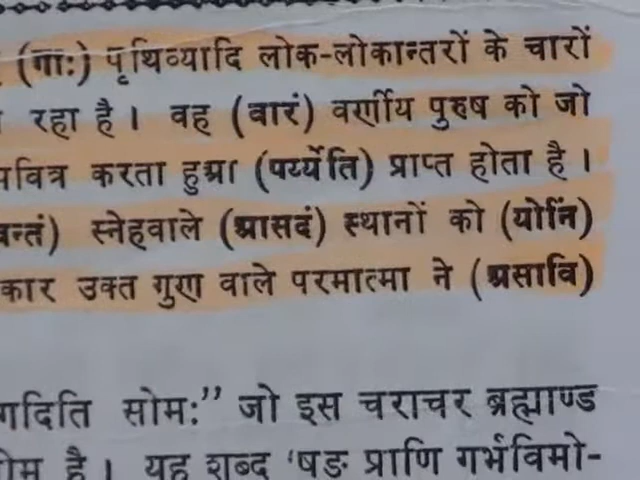 (गाः) पृथिव्यादि लोक-लोकान्तरों के चारों
रहा है। वह (वारं) वर्णीय पुरुष को जो
पवित्र करता हुआ (पर्य्येति) प्राप्त होता है।
वन्तं) स्नेहवाले (आसदं) स्थानों को (योनिं)
कार उक्त गुण वाले परमात्मा ने (असावि)
गदिति सोमः” जो इस चराचर ब्रह्माण्ड
है। यह शब्द ‘षङ प्राणि गर्भविमो-